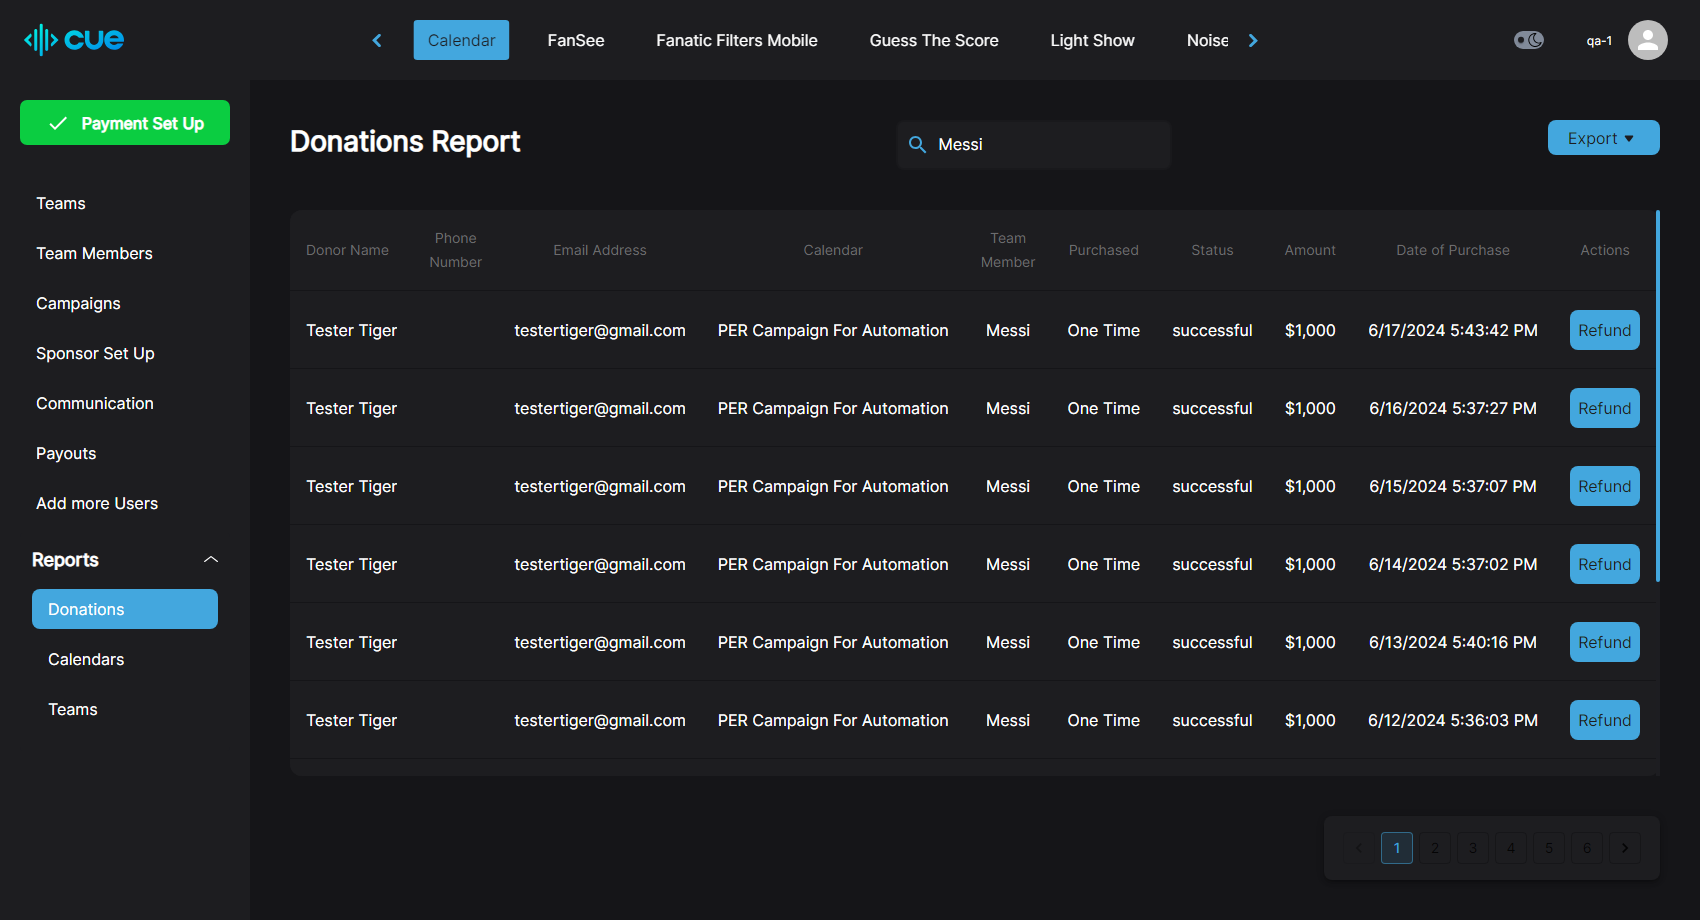 cue
Calendar FanSee Fanatic Filters Mobile Guess The Score Light Show Noise
qa-1
Payment Set Up
Teams
Team Members
Campaigns
Sponsor Set Up
Communication
Payouts
Add more Users
Reports
Donations
Calendars
Teams
Donations Report
Messi
Export
Donor Name Phone Number Email Address Calendar Team Member Purchased Status Amount Date of Purchase Actions
Tester Tiger testertiger@gmail.com PER Campaign For Automation Messi One Time successful $1,000 6/17/2024 5:43:42 PM Refund
Tester Tiger testertiger@gmail.com PER Campaign For Automation Messi One Time successful $1,000 6/16/2024 5:37:27 PM Refund
Tester Tiger testertiger@gmail.com PER Campaign For Automation Messi One Time successful $1,000 6/15/2024 5:37:07 PM Refund
Tester Tiger testertiger@gmail.com PER Campaign For Automation Messi One Time successful $1,000 6/14/2024 5:37:02 PM Refund
Tester Tiger testertiger@gmail.com PER Campaign For Automation Messi One Time successful $1,000 6/13/2024 5:40:16 PM Refund
Tester Tiger testertiger@gmail.com PER Campaign For Automation Messi One Time successful $1,000 6/12/2024 5:36:03 PM Refund
1 2 3 4 5 6